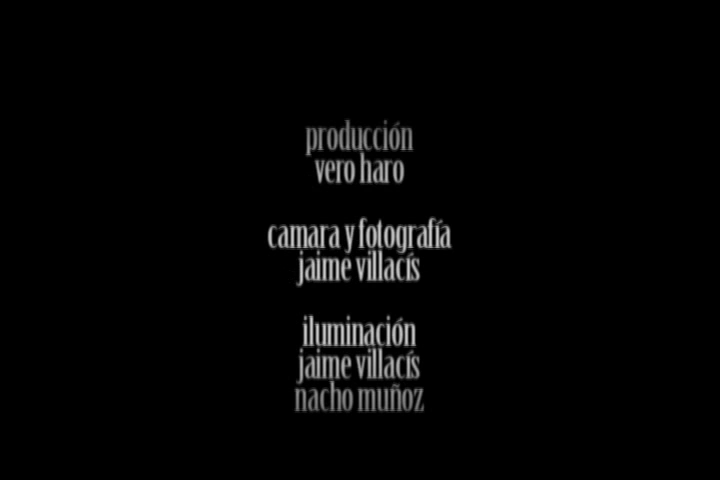 producción
vero haro
camara y fotografía
jaime villacís
iluminación
jaime villacís
nacho muñoz